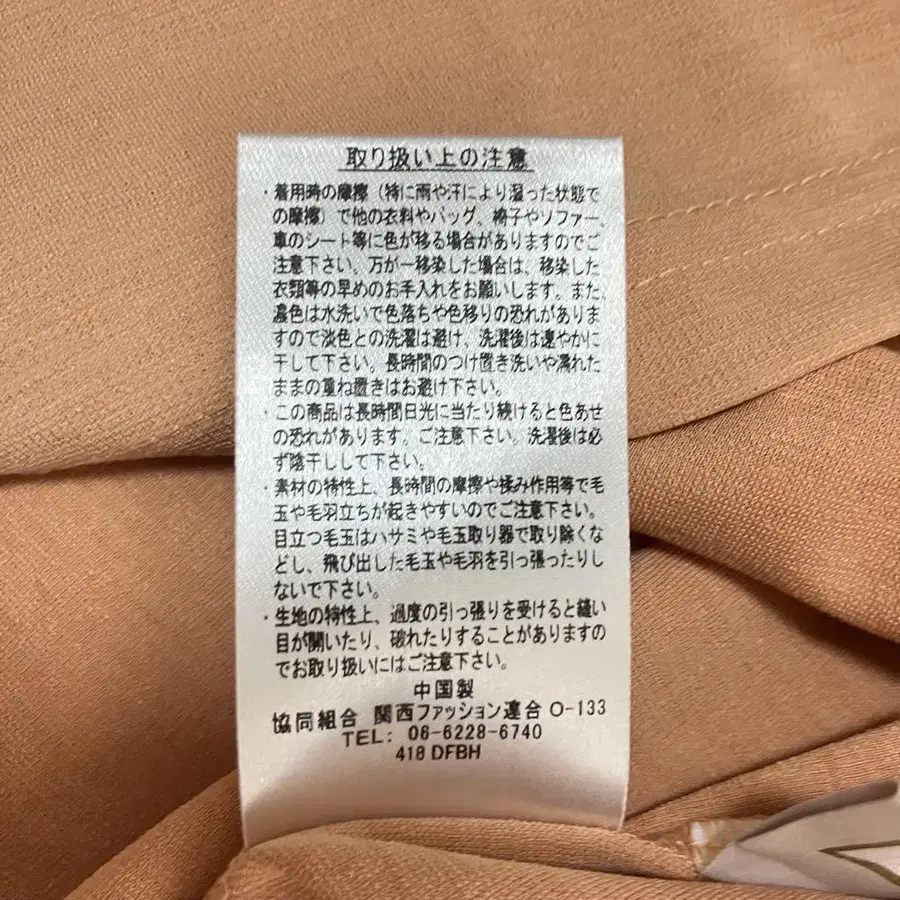 取り扱い上の注意
・着用時の摩擦（特に雨や汗により湿った状態で
の摩擦）で他の衣料やバッグ、椅子やソファー、
車のシート等に色が移る場合がありますのでご
注意下さい。万が一移染した場合は、移染した
衣類等の早めのお手入れをお願いします。また、
濃色は水洗いで色落ちや色移りの恐れがありま
すので淡色との洗濯は避け、洗濯後は速やかに
干して下さい。長時間のつけ置き洗いや濡れた
ままの重ね置きはお避け下さい。
・この商品は長時間日光に当たり続けると色あせ
の恐れがあります。ご注意下さい。洗濯後は必
ず陰干しして下さい。
・素材の特性上、長時間の摩擦や揉み作用等で毛
玉や毛羽立ちが起きやすいのでご注意下さい。
目立つ毛玉はハサミや毛玉取り器で取り除くな
どし、飛び出した毛玉や毛羽を引っ張ったりし
ないで下さい。
・生地の特性上、過度の引っ張りを受けると縫い
目が開いたり、破れたりすることがありますの
でお取り扱いにはご注意下さい。
中国製
協同組合 関西ファッション連合 O-133
TEL: 06-6228-6740
418 DFBH